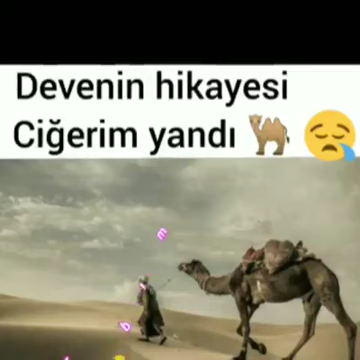 Devenin hikayesi
Ciğerim yandı 🐫 😪